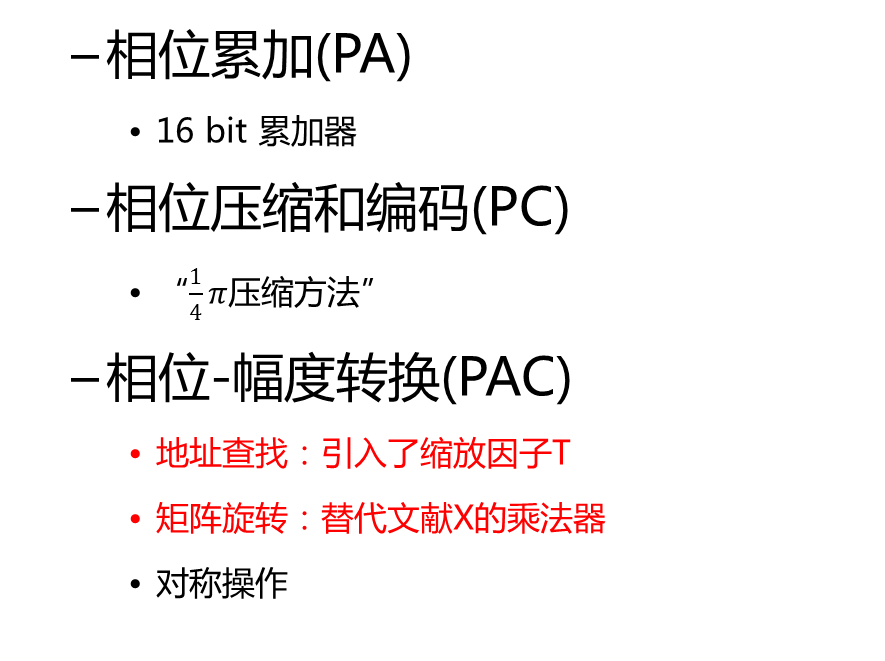 –相位累加(PA)
• 16 bit 累加器
–相位压缩和编码(PC)
• “$\frac{1}{4}\pi$压缩方法”
–相位-幅度转换(PAC)
• 地址查找：引入了缩放因子T
• 矩阵旋转：替代文献X的乘法器
• 对称操作